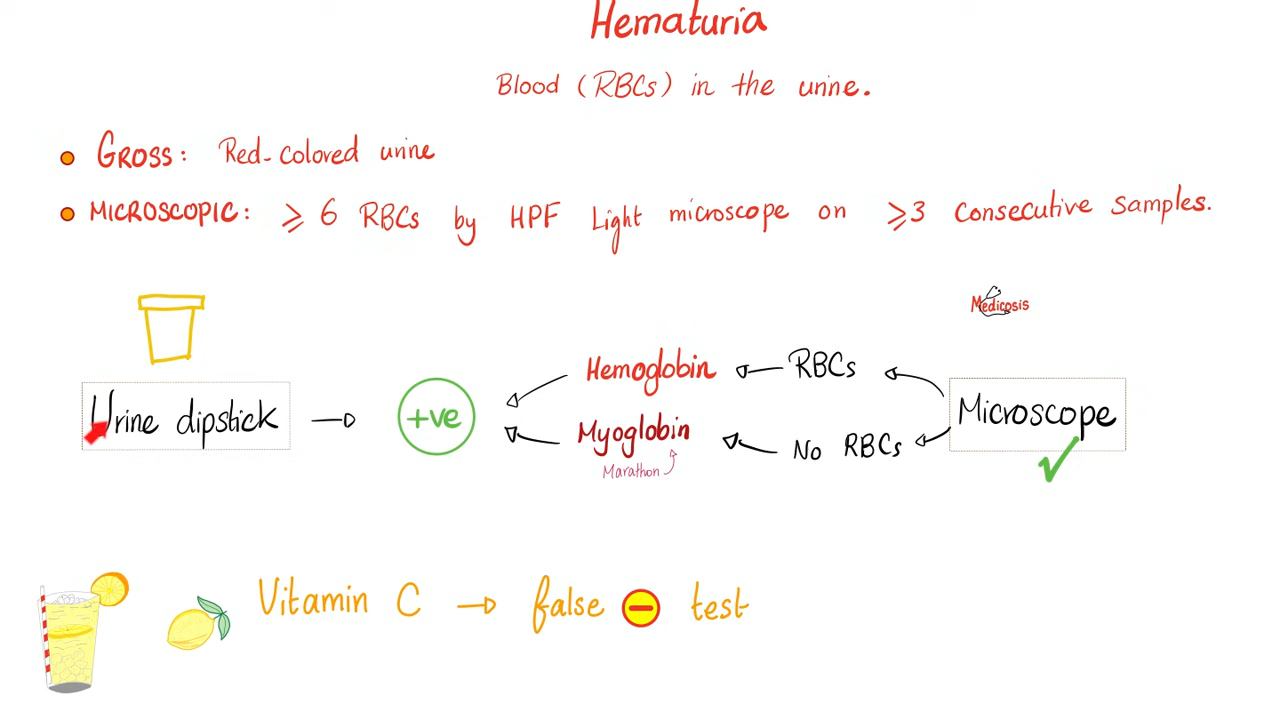 Hematuria
Blood (RBCs) in the urine.
GROSS: Red-colored urine
MICROSCOPIC: ⩾ 6 RBCs by HPF Light microscope on ⩾3 consecutive samples.
Medicosis
Hemoglobin
RBCs
Urine dipstick
+ve
Microscope
Myoglobin
No RBCs
Marathon
Vitamin C → false − test